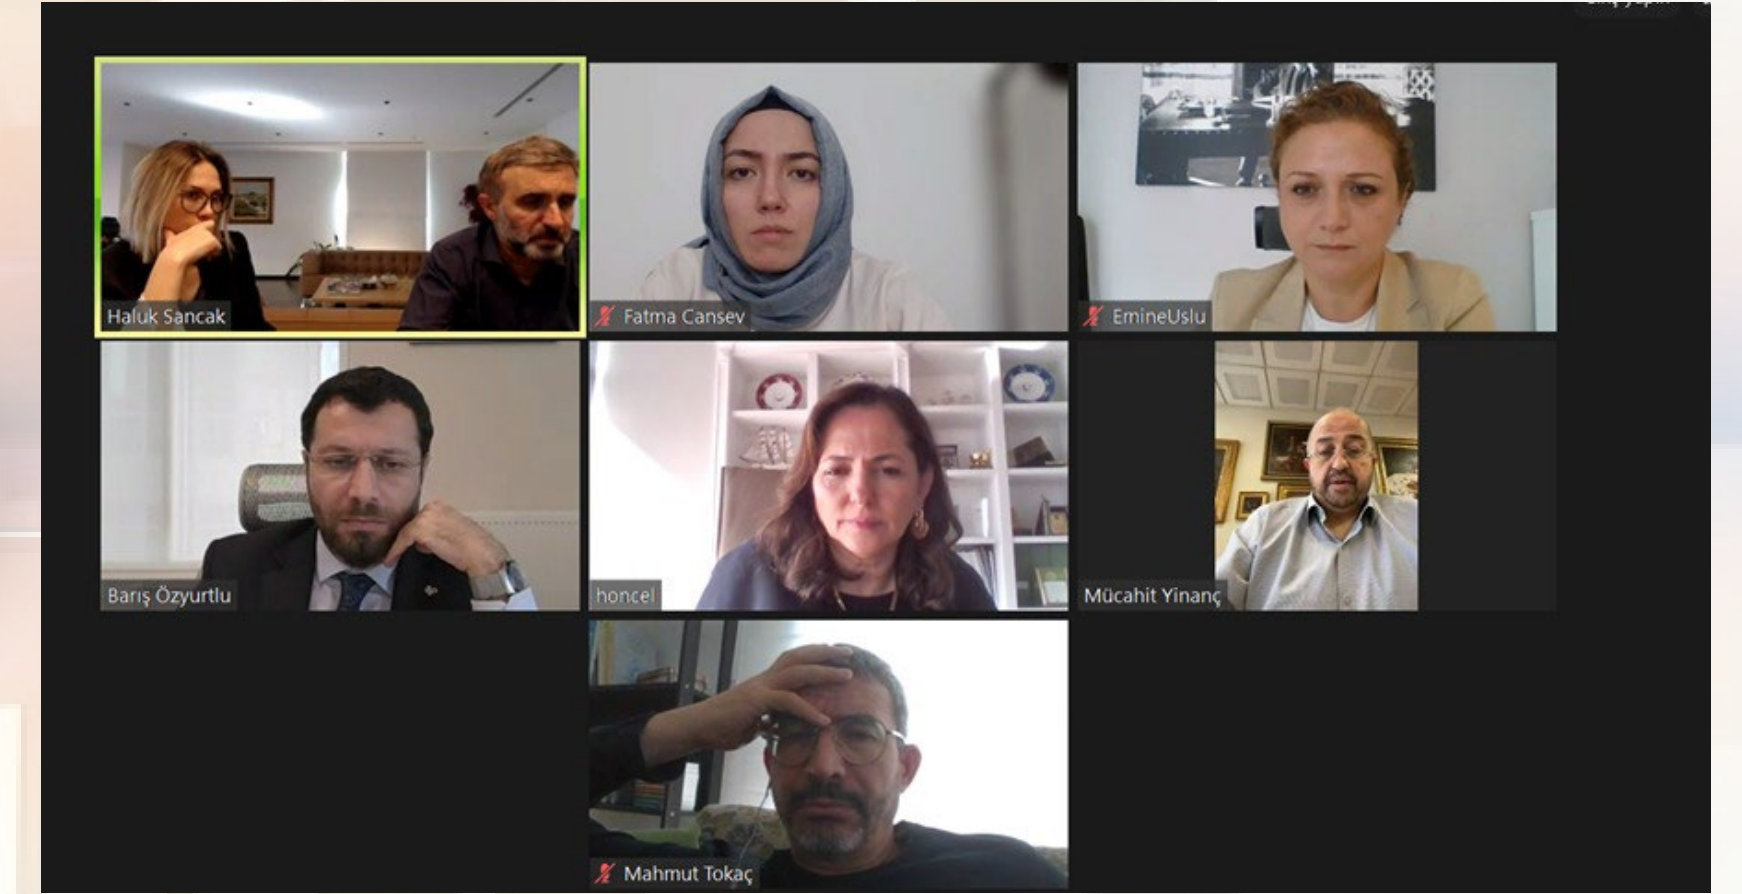 Haluk Sancak
Fatma Cansev
EmineUslu
Barış Özyurtlu
honcel
Mücahit Yinanç
Mahmut Tokaç